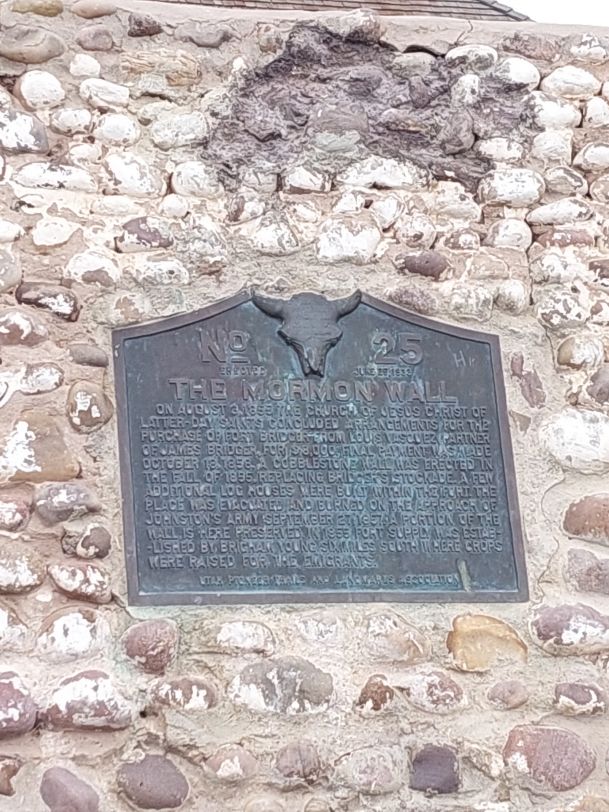 No 25
ERECTED JUNE 25, 1933
THE MORMON WALL
ON AUGUST 3, 1855 THE CHURCH OF JESUS CHRIST OF
LATTER-DAY SAINTS CONCLUDED ARRANGEMENTS FOR THE
PURCHASE OF FORT BRIDGER FROM LOUIS VASQUEZ, PARTNER
OF JAMES BRIDGER, FOR $8,000. FINAL PAYMENT WAS MADE
OCTOBER 18, 1858. A COBBLESTONE WALL WAS ERECTED IN
THE FALL OF 1855, REPLACING BRIDGER'S STOCKADE. A FEW
ADDITIONAL LOG HOUSES WERE BUILT WITHIN THE FORT. THE
PLACE WAS EVACUATED AND BURNED ON THE APPROACH OF
JOHNSTON'S ARMY SEPTEMBER 27, 1857. A PORTION OF THE
WALL IS HERE PRESERVED. IN 1853 FORT SUPPLY WAS ESTAB-
-LISHED BY BRIGHAM YOUNG SIX MILES SOUTH WHERE CROPS
WERE RAISED FOR THE EMIGRANTS.
UTAH PIONEER TRAILS AND LANDMARKS ASSOCIATION